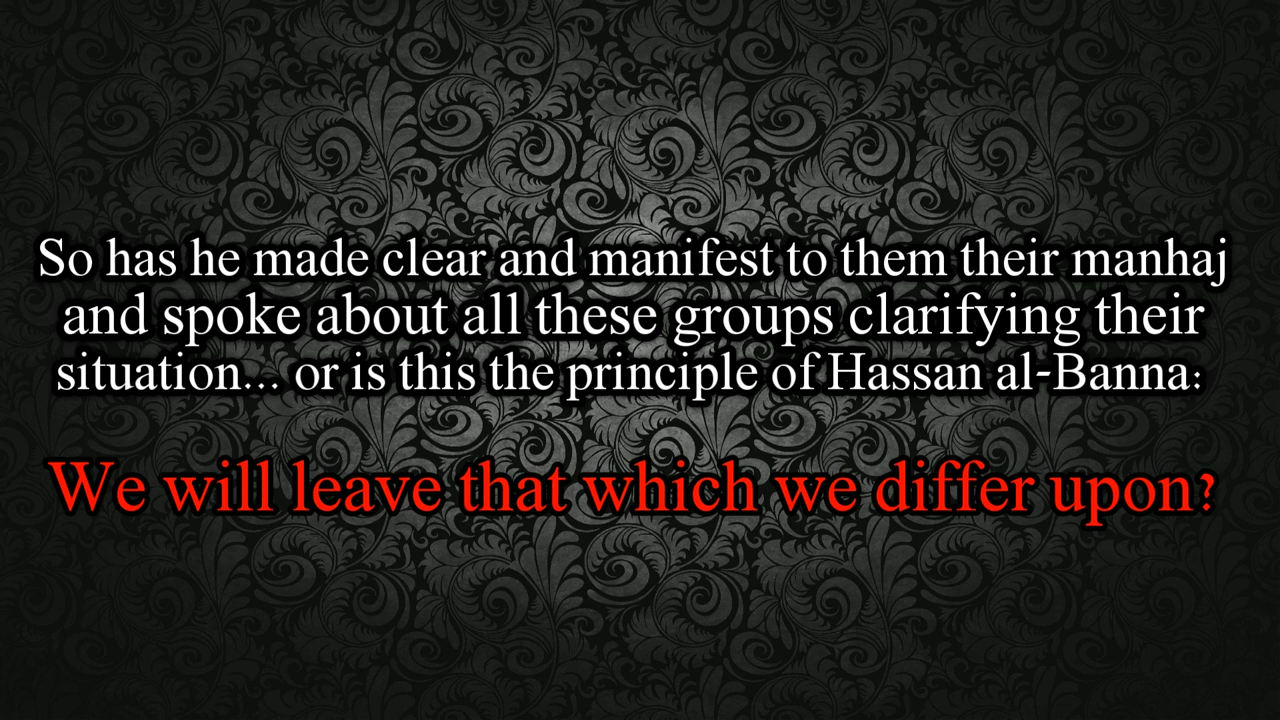 So has he made clear and manifest to them their manhaj
and spoke about all these groups clarifying their
situation... or is this the principle of Hassan al-Banna:
We will leave that which we differ upon?